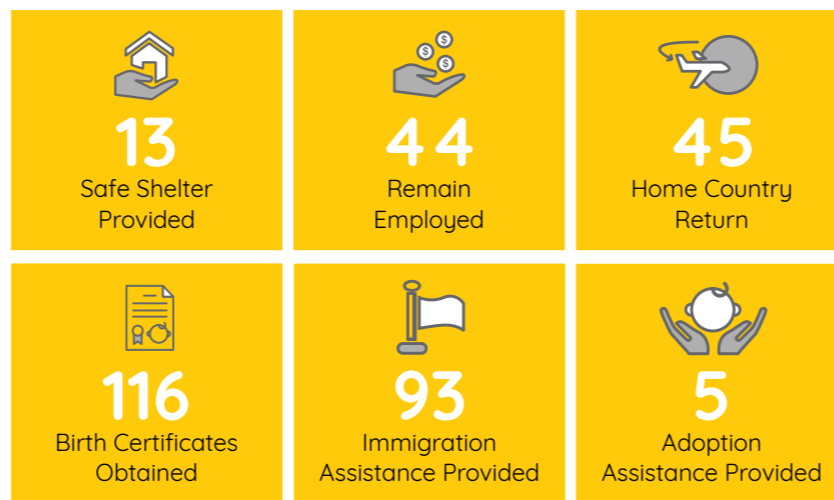 13
Safe Shelter
Provided
44
Remain
Employed
45
Home Country
Return
116
Birth Certificates
Obtained
93
Immigration
Assistance Provided
5
Adoption
Assistance Provided